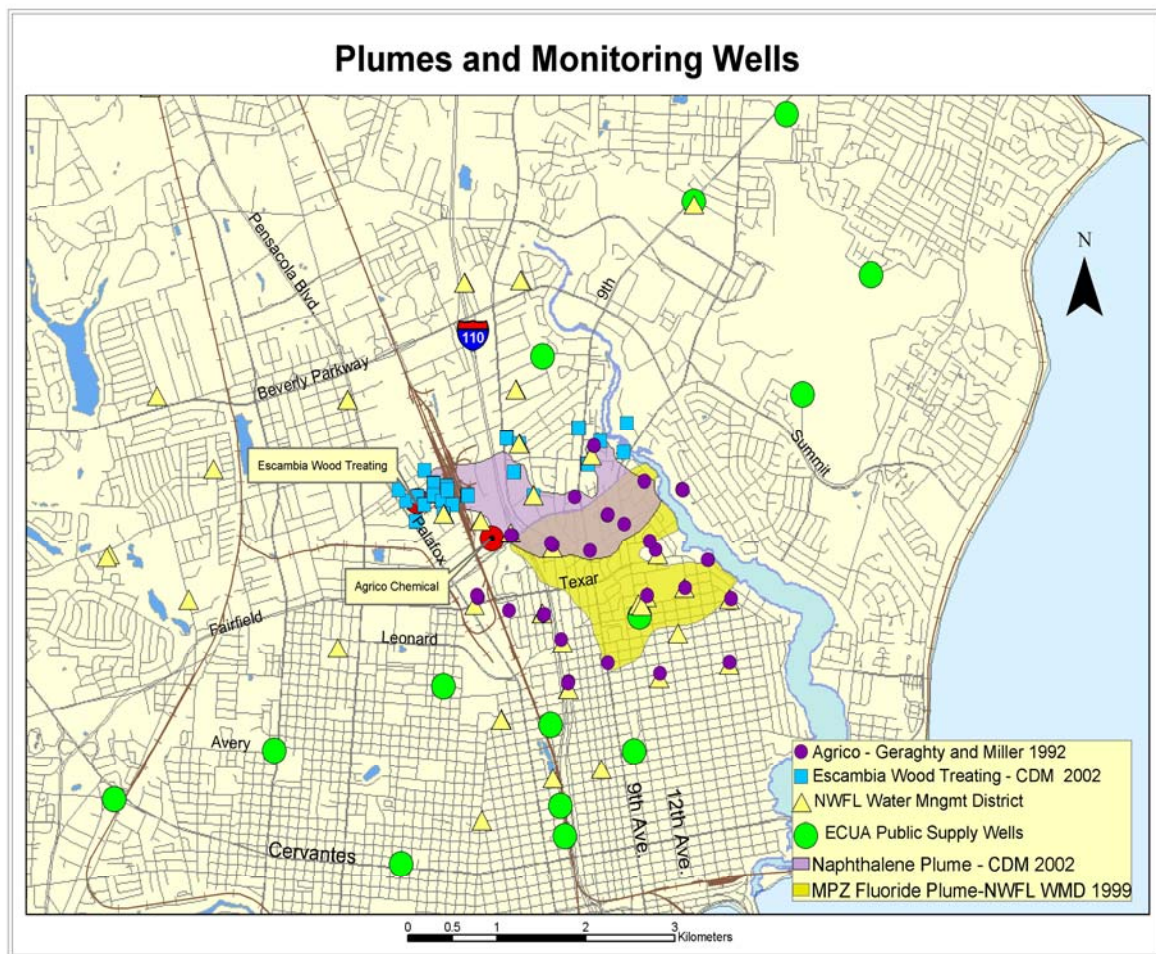 Plumes and Monitoring Wells
Pensacola Blvd.
9th
N
110
Beverly Parkway
Summit
Escambia Wood Treating
Palafox
Agrico Chemical
Texar
Fairfield
Leonard
Avery
9th Ave.
12th Ave.
Cervantes
Agrico - Geraghty and Miller 1992
Escambia Wood Treating - CDM 2002
NWFL Water Mngmt District
ECUA Public Supply Wells
Naphthalene Plume - CDM 2002
MPZ Fluoride Plume-NWFL WMD 1999
0 0.5 1 2 3
Kilometers